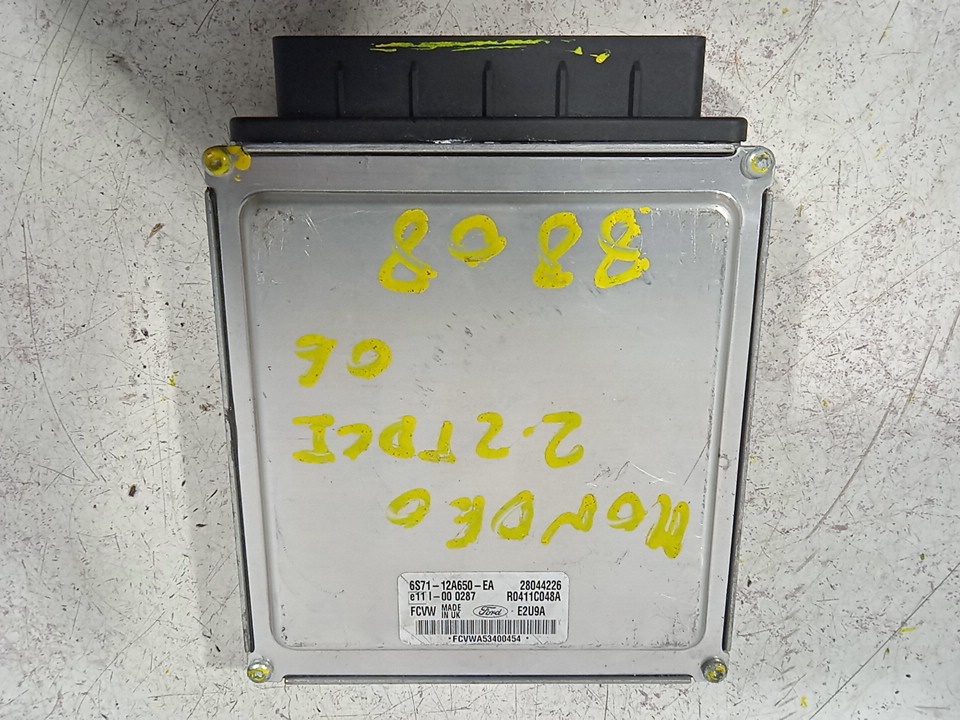 MONDEO
2.2 TDCI
06
8808
6S71-12A650-EA 28044226
e11 I-00 0287 R0411C048A
FCVW MADE IN UK Ford E2U9A
·FCVWA53400454·